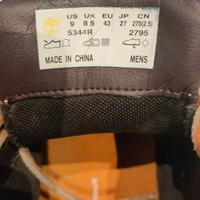 US UK EU JP CN
9 8.5 43 27 270(2.5)
5344R 2795
MADE IN CHINA MENS